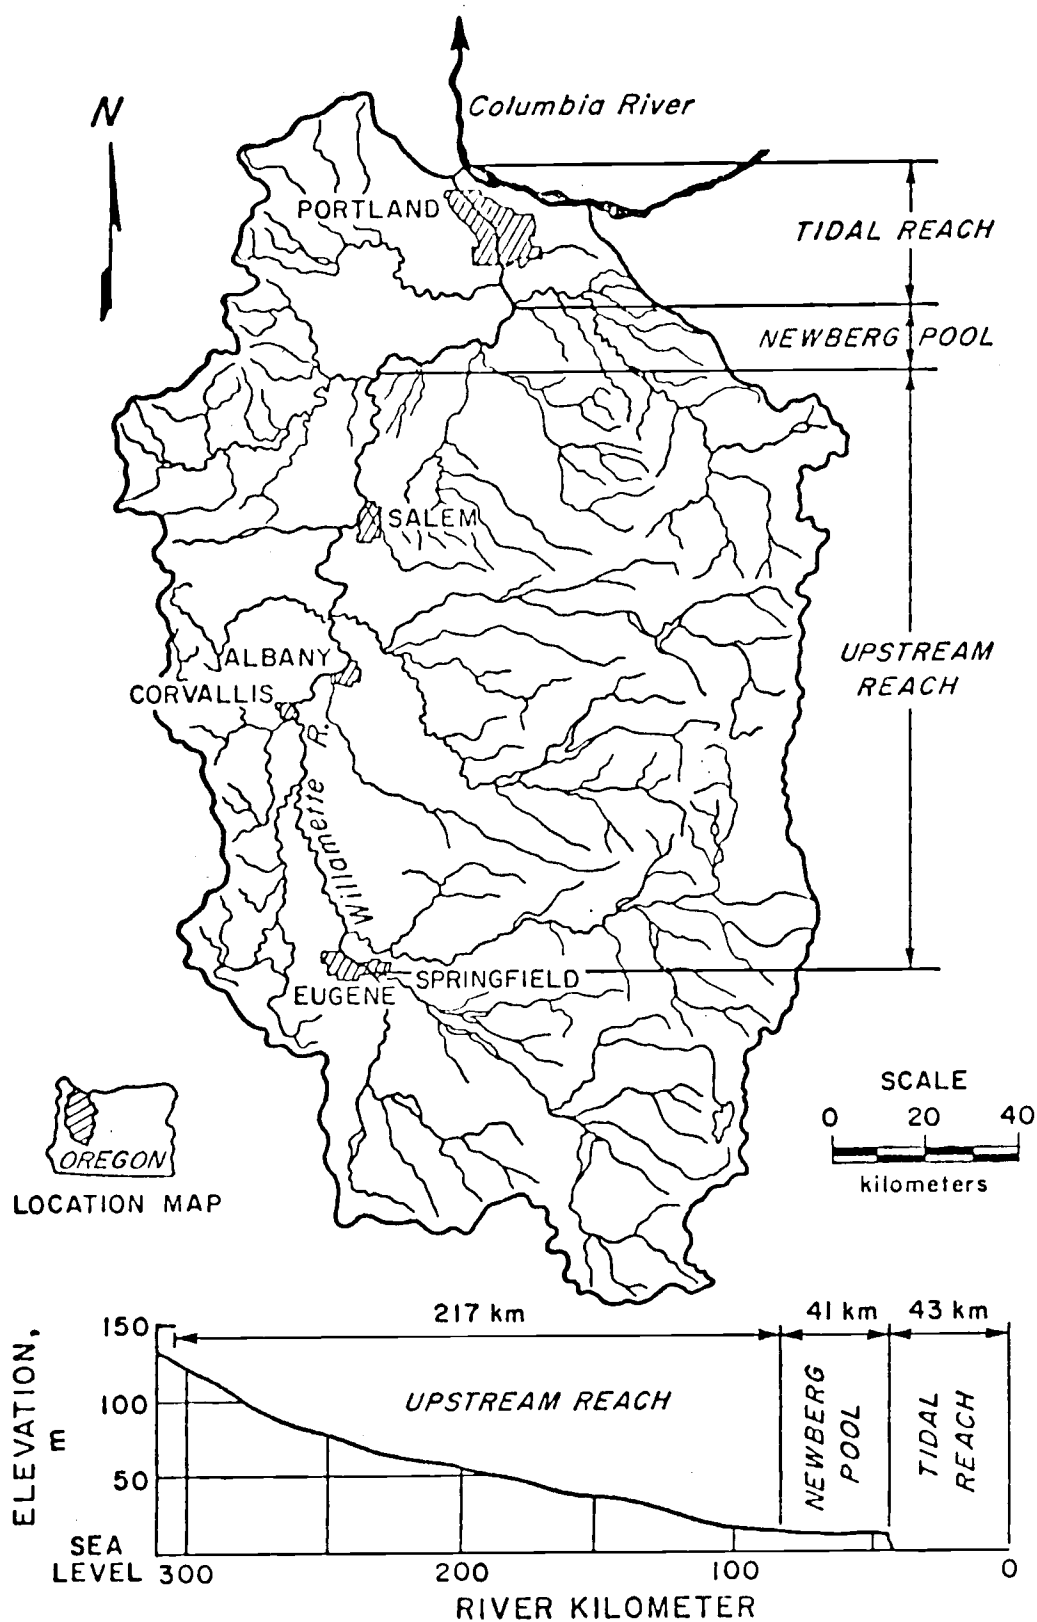 N
Columbia River
PORTLAND
TIDAL REACH
NEWBERG POOL
SALEM
UPSTREAM
REACH
ALBANY
CORVALLIS
Willamette R.
SPRINGFIELD
EUGENE
SCALE
0 20 40
kilometers
OREGON
LOCATION MAP
217 km 41 km 43 km
150
100
50
SEA
LEVEL
ELEVATION,
m
UPSTREAM REACH
NEWBERG
POOL
TIDAL
REACH
300 200 100 0
RIVER KILOMETER